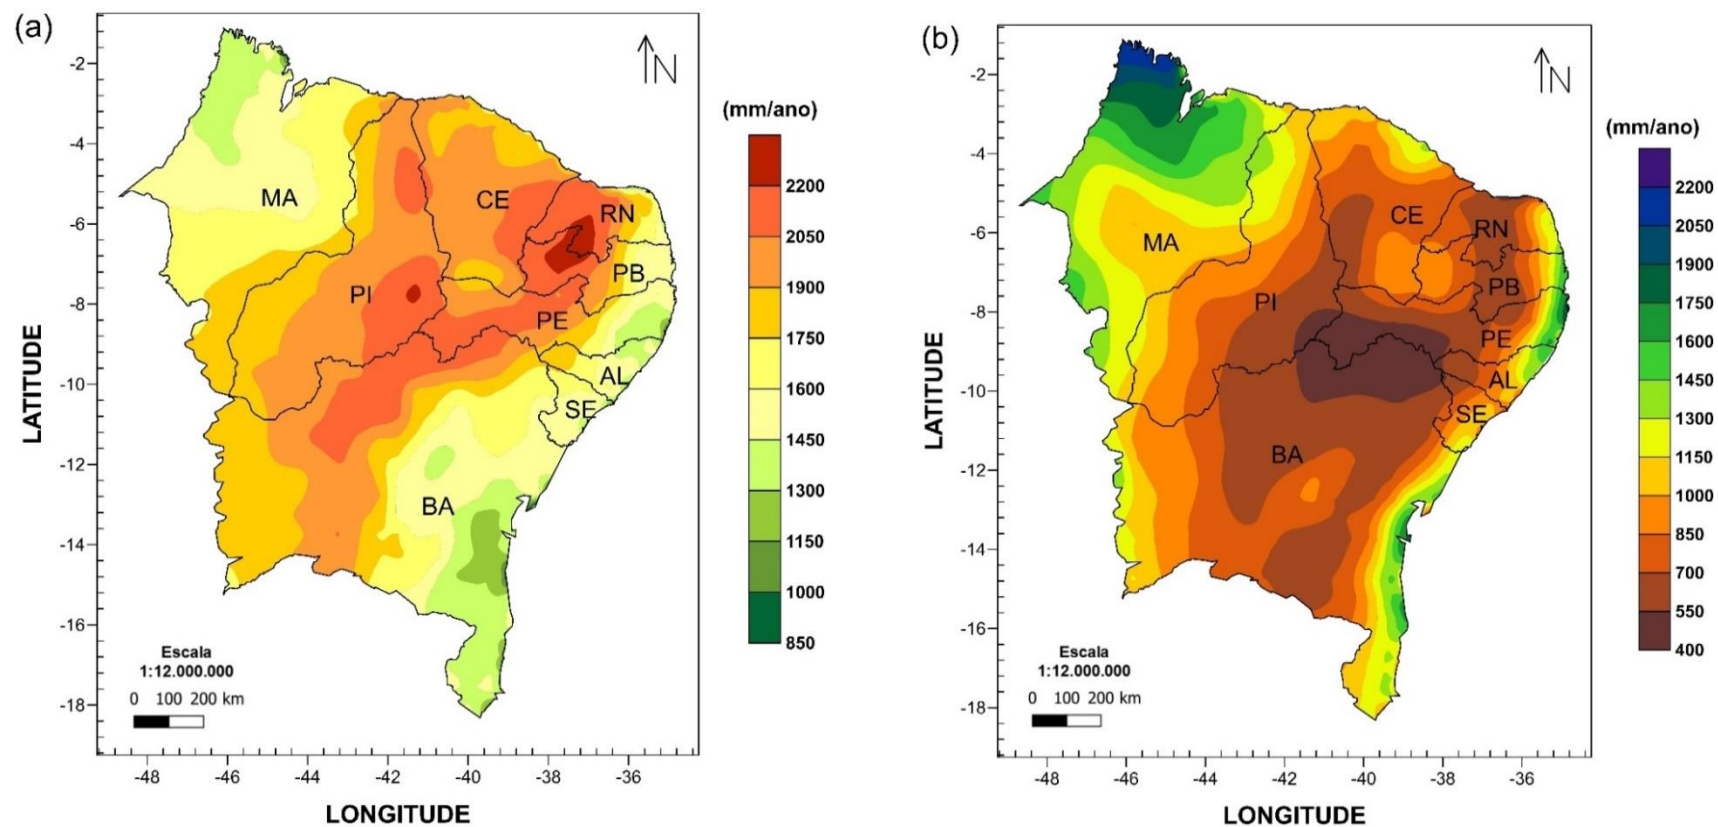 (a)
N
-2
-4
-6
-8
-10
-12
-14
-16
-18
LATITUDE
MA
CE
RN
PB
PI
PE
AL
SE
BA
Escala
1:12.000.000
0 100 200 km
-48 -46 -44 -42 -40 -38 -36
LONGITUDE
(mm/ano)
2200
2050
1900
1750
1600
1450
1300
1150
1000
850
(b)
N
-2
-4
-6
-8
-10
-12
-14
-16
-18
LATITUDE
CE
RN
MA
PB
PI
PE
AL
SE
BA
Escala
1:12.000.000
0 100 200 km
-48 -46 -44 -42 -40 -38 -36
LONGITUDE
(mm/ano)
2200
2050
1900
1750
1600
1450
1300
1150
1000
850
700
550
400